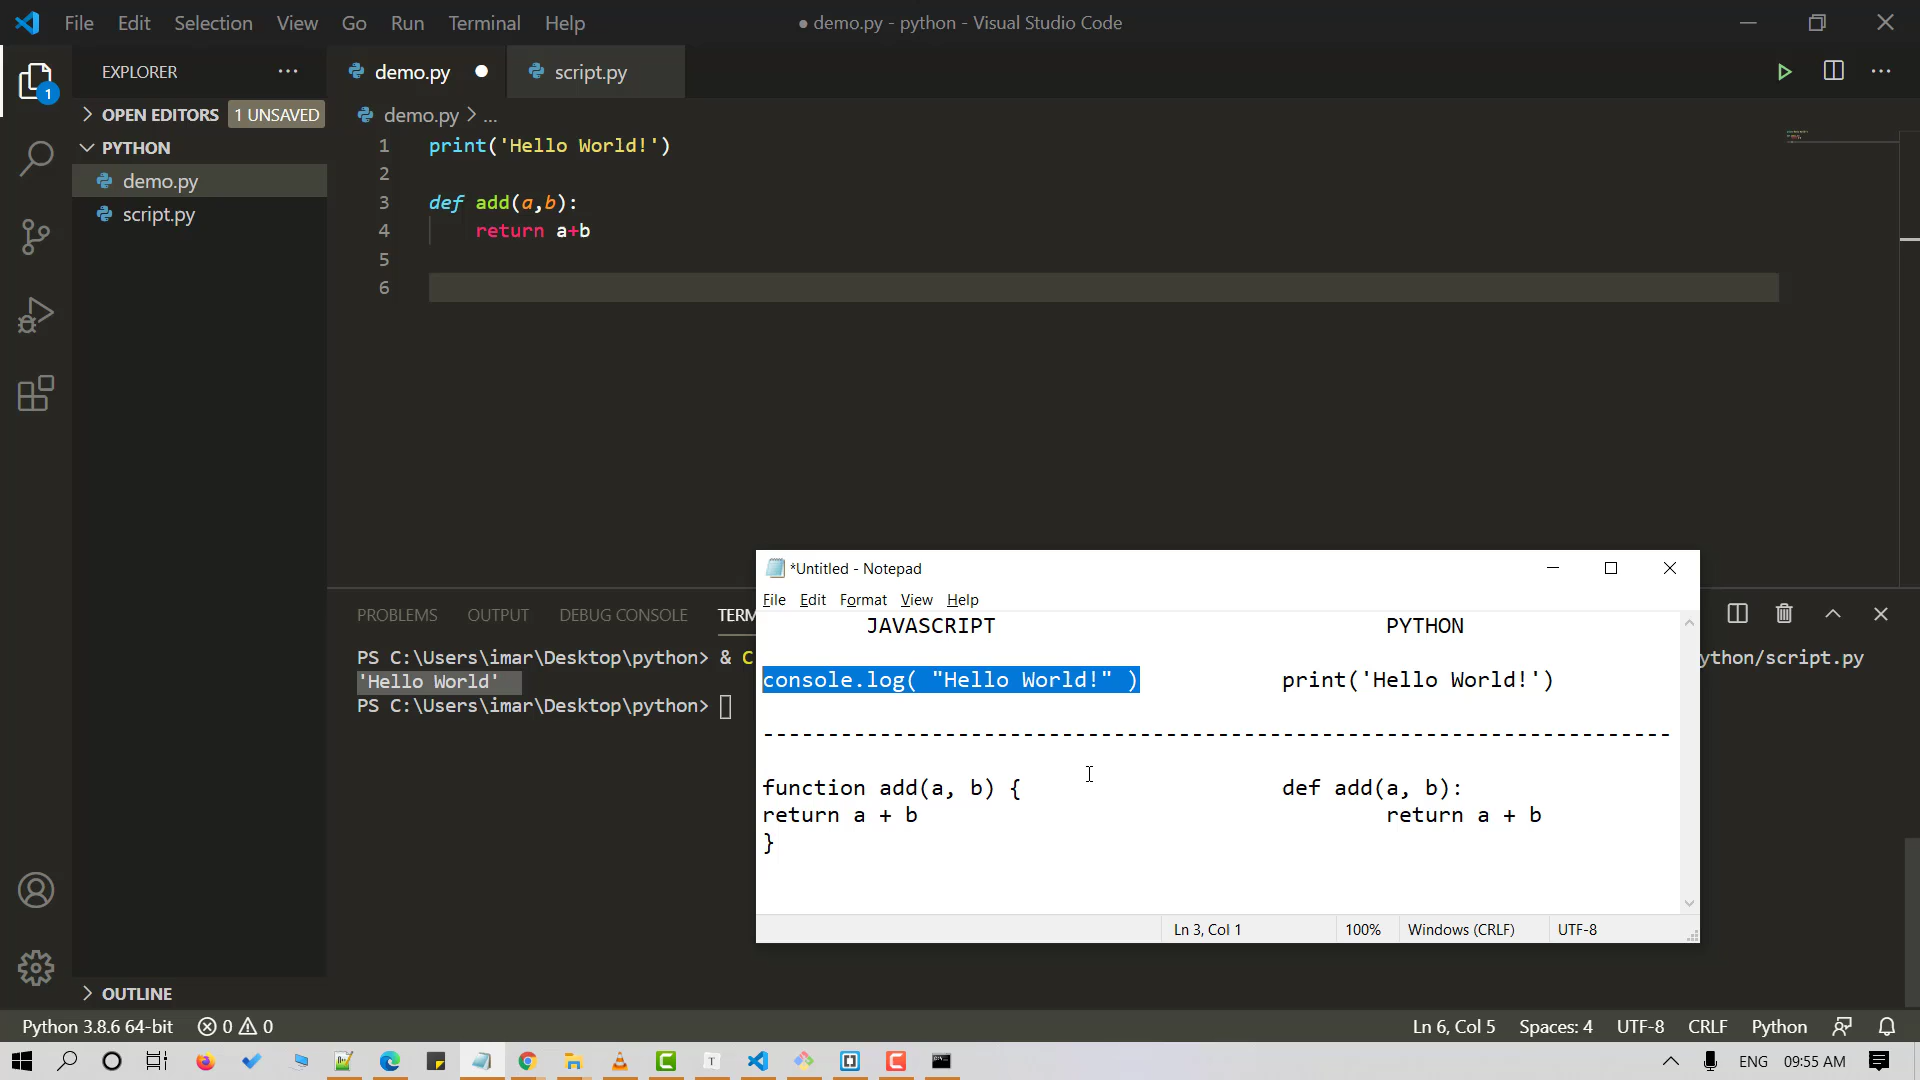 File Edit Selection View Go Run Terminal Help
● demo.py - python - Visual Studio Code
EXPLORER
demo.py
script.py
OPEN EDITORS
1 UNSAVED
demo.py > ...
PYTHON
demo.py
script.py
1 print('Hello World!')
2
3 def add(a,b):
4 return a+b
5
6
1
PROBLEMS OUTPUT DEBUG CONSOLE TERM
PS C:\Users\imar\Desktop\python> & C
ython/script.py
'Hello World'
PS C:\Users\imar\Desktop\python>
*Untitled - Notepad
File Edit Format View Help
JAVASCRIPT PYTHON
console.log( "Hello World!" ) print('Hello World!')
----------------------------------------------------------------------
function add(a, b) { def add(a, b):
return a + b return a + b
}
Ln 3, Col 1 100% Windows (CRLF) UTF-8
OUTLINE
Python 3.8.6 64-bit 0 0
Ln 6, Col 5 Spaces: 4 UTF-8 CRLF Python
T
ENG 09:55 AM